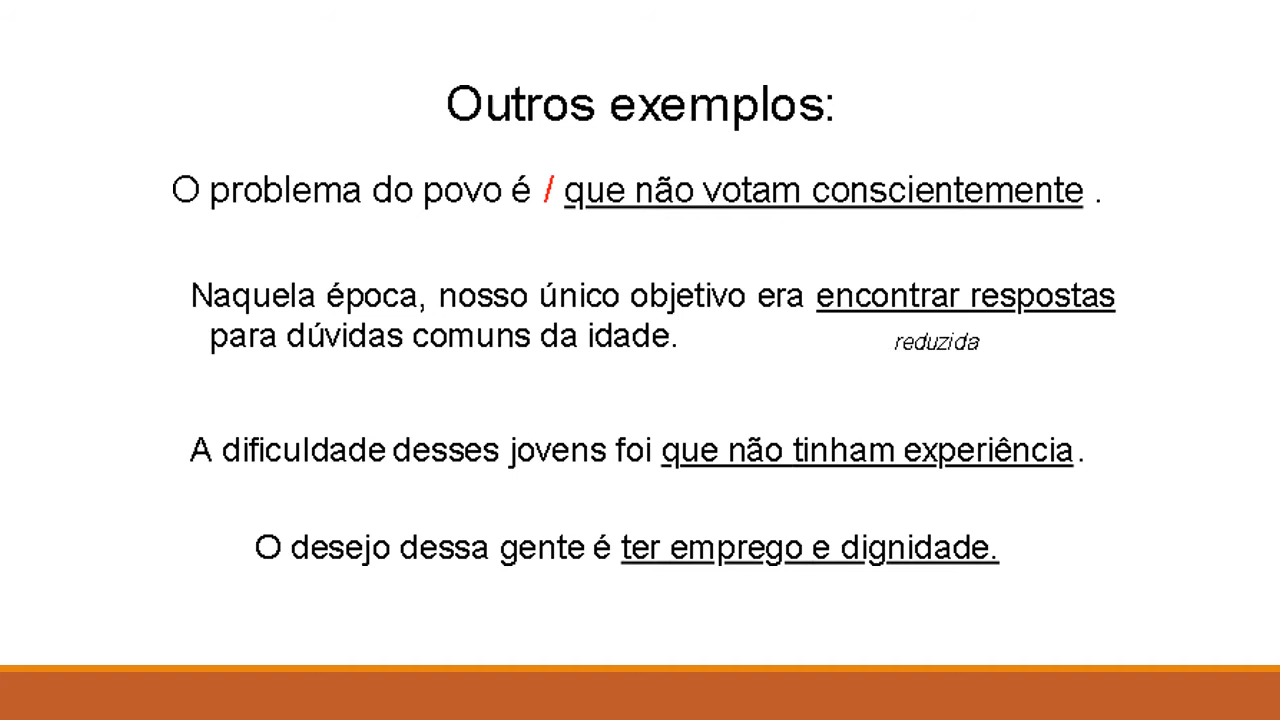 Outros exemplos:
O problema do povo é / que não votam conscientemente .
Naquela época, nosso único objetivo era encontrar respostas
para dúvidas comuns da idade.
reduzida
A dificuldade desses jovens foi que não tinham experiência.
O desejo dessa gente é ter emprego e dignidade.